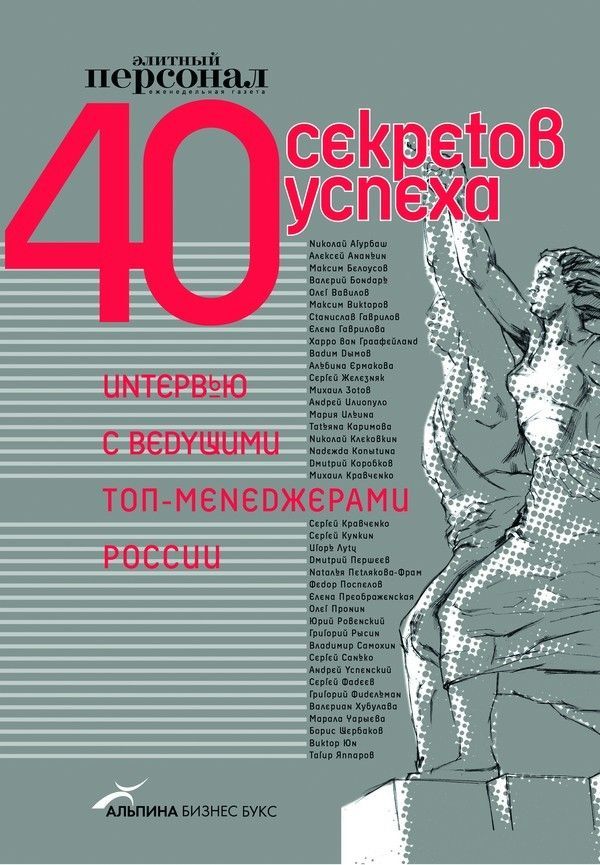 элитный
персонал
еженедельная газета
40
секретов
успеха
Николай Агурбаш
Алексей Ананьин
Максим Белоусов
Валерий Бондарь
Олег Вавилов
Максим Викторов
Станислав Гаврилов
Елена Гаврилова
Харро ван Граафейланд
Вадим Дымов
Альбина Ермакова
Сергей Железняк
Михаил Зотов
Андрей Илиопуло
Мария Ильина
Татьяна Каримова
Николай Клековкин
Надежда Копытина
Дмитрий Коробков
Михаил Кравченко
интервью
с ведущими
топ-менеджерами
россии
Сергей Кравченко
Сергей Кункин
Игорь Лутц
Дмитрий Першеев
Наталья Петлякова-Фрам
Федор Поспелов
Елена Преображенская
Олег Пронин
Юрий Ровенский
Григорий Рысин
Владимир Самохин
Сергей Санько
Андрей Успенский
Сергей Фадеев
Григорий Фидельман
Валериан Хубулава
Марала Чарыева
Борис Щербаков
Виктор Юн
Тагир Яппаров
АЛЬПИНА БИЗНЕС БУКС